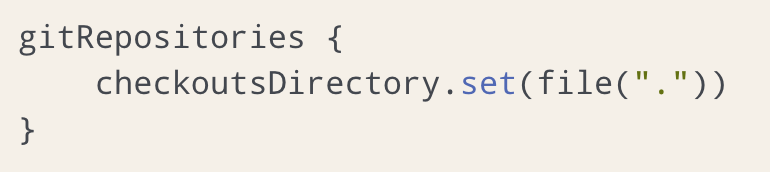 gitRepositories {
    checkoutsDirectory.set(file("."))
}